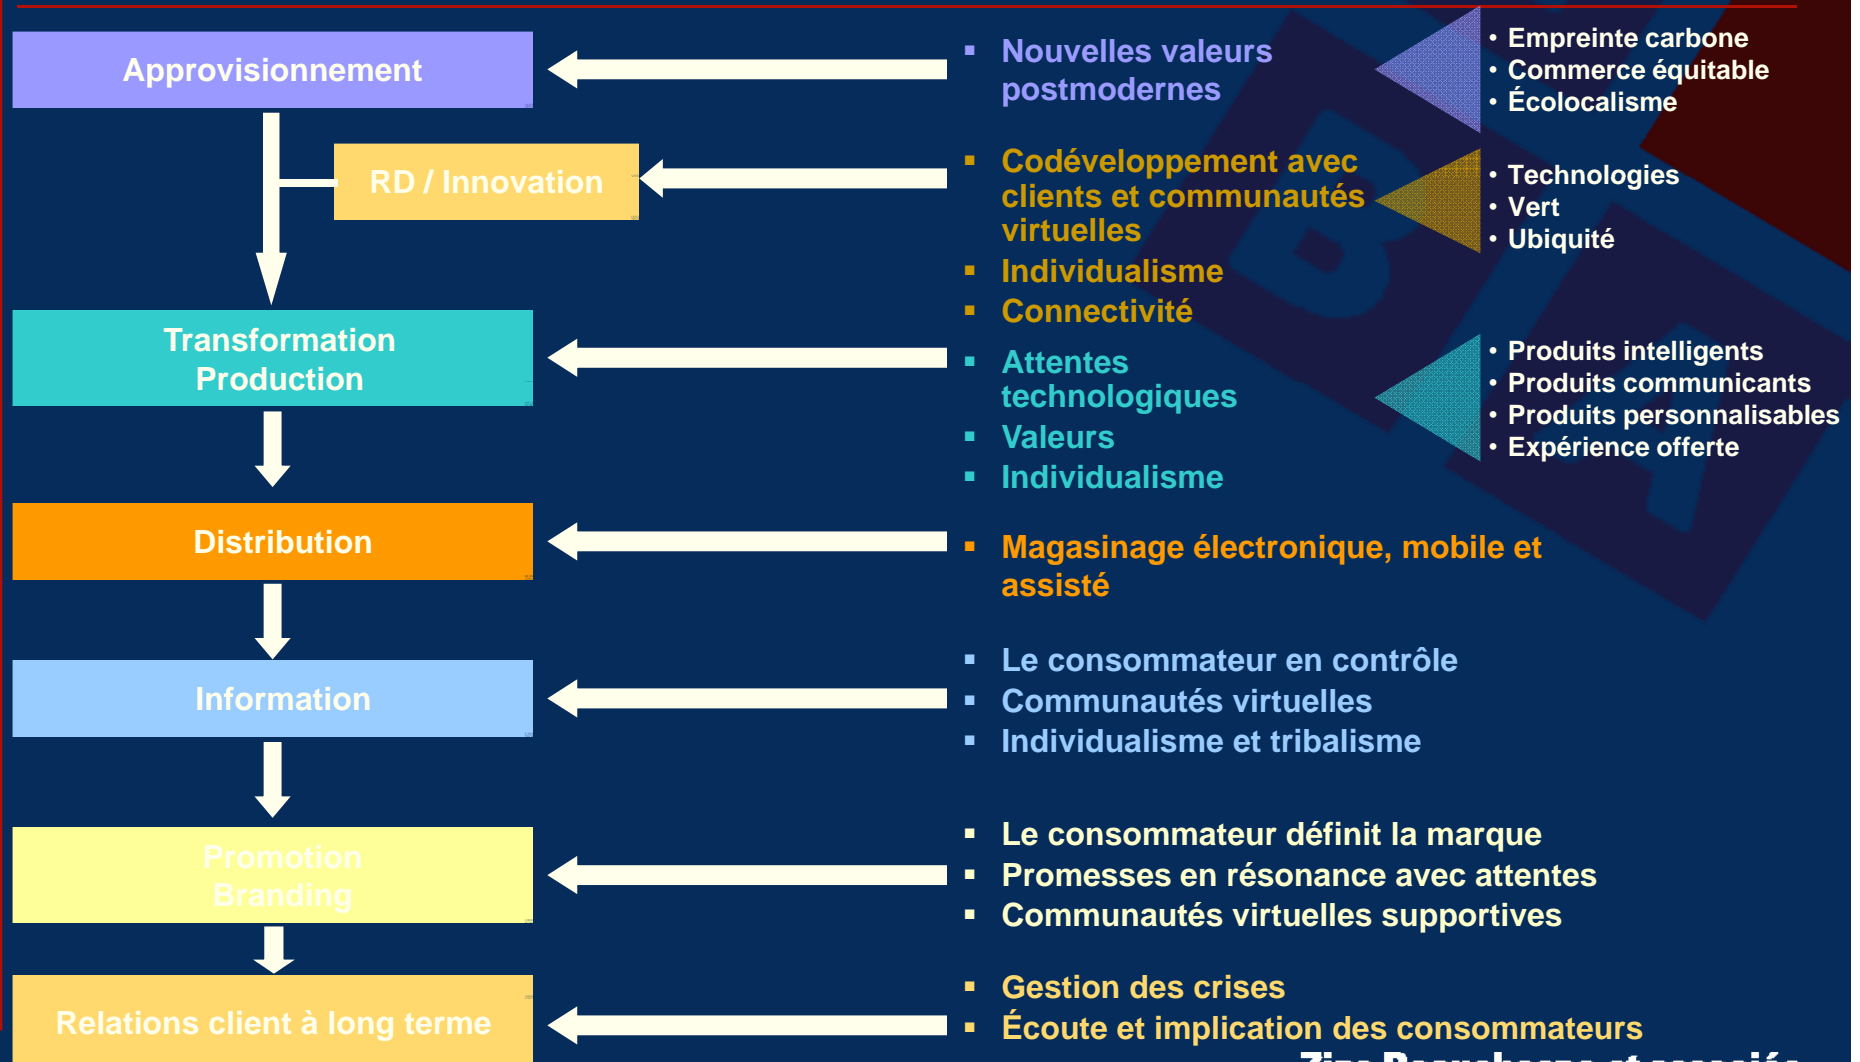 Approvisionnement
▪ Nouvelles valeurs
postmodernes
• Empreinte carbone
• Commerce équitable
• Écolocalisme
RD / Innovation
▪ Codéveloppement avec
clients et communautés
virtuelles
▪ Individualisme
▪ Connectivité
• Technologies
• Vert
• Ubiquité
Transformation
Production
▪ Attentes
technologiques
▪ Valeurs
▪ Individualisme
• Produits intelligents
• Produits communicants
• Produits personnalisables
• Expérience offerte
Distribution
▪ Magasinage électronique, mobile et
assisté
Information
▪ Le consommateur en contrôle
▪ Communautés virtuelles
▪ Individualisme et tribalisme
Promotion
Branding
▪ Le consommateur définit la marque
▪ Promesses en résonance avec attentes
▪ Communautés virtuelles supportives
Relations client à long terme
▪ Gestion des crises
▪ Écoute et implication des consommateurs